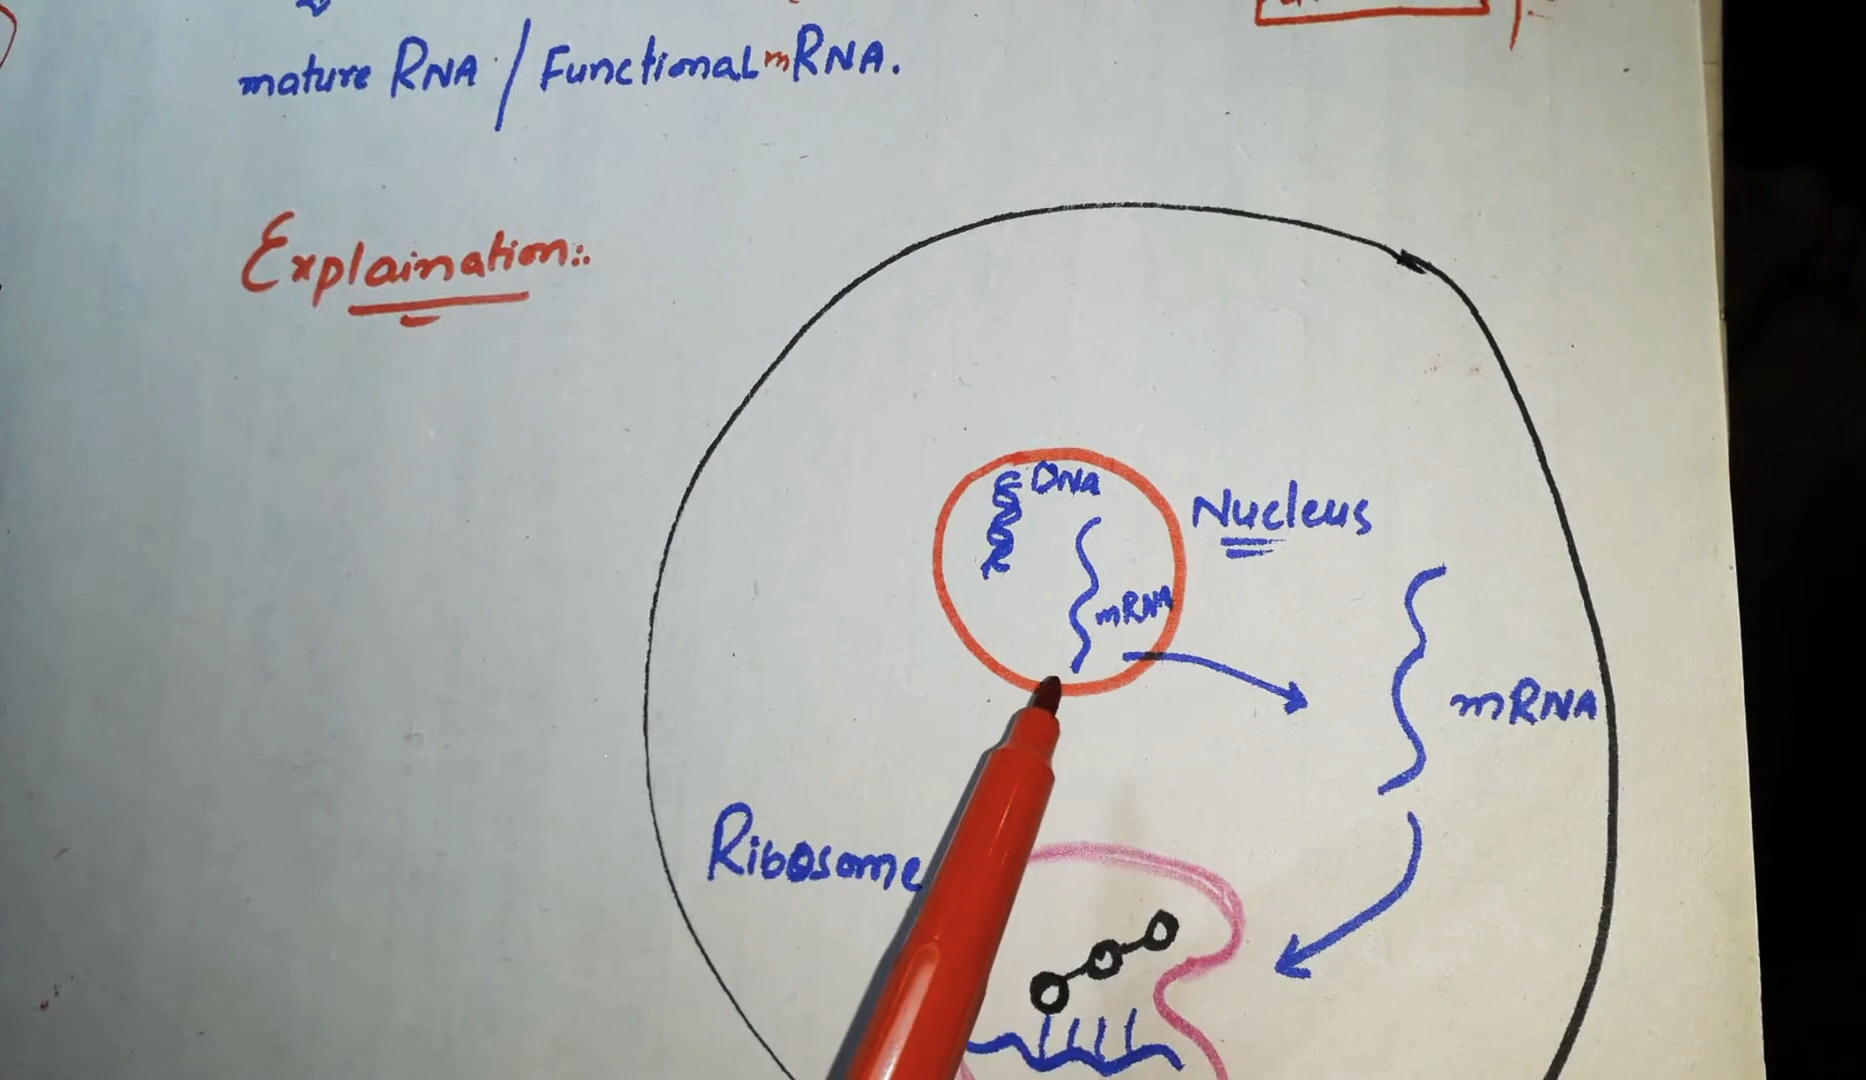 mature RNA / Functional mRNA.
Explaination:.
DNA
Nucleus
mRNA
mRNA
Ribosome